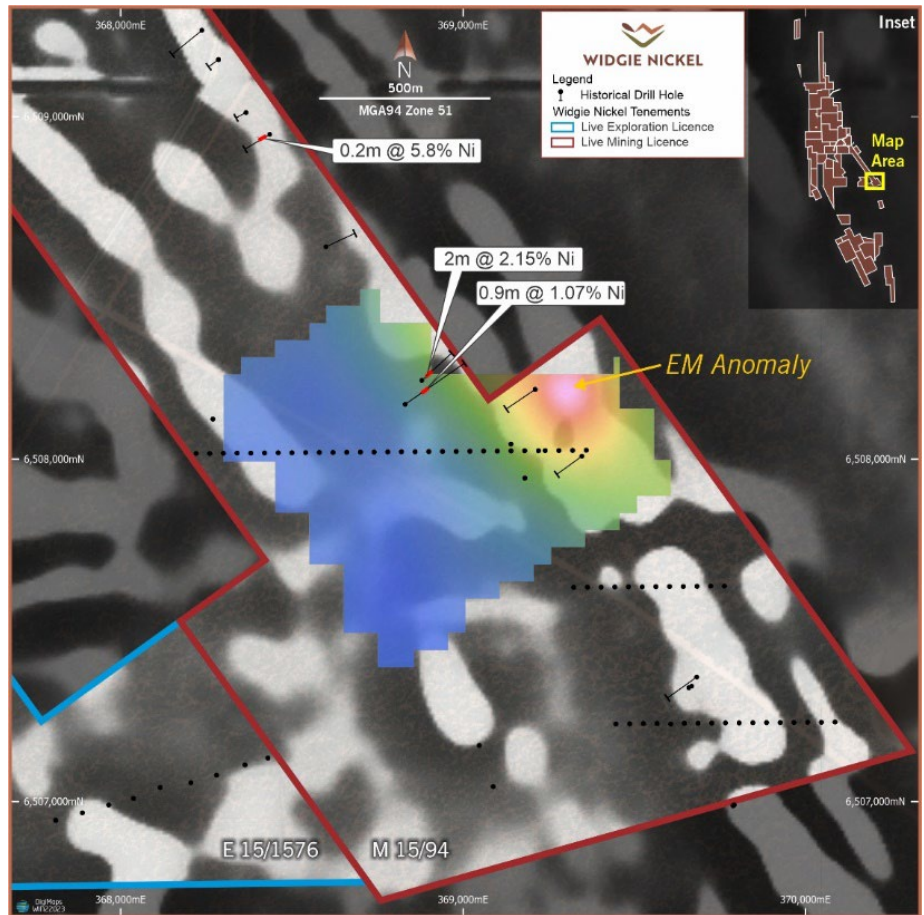 368,000mE
369,000mE
N
500m
MGA94 Zone 51
WIDGIE NICKEL
Legend
Historical Drill Hole
Widgie Nickel Tenements
Live Exploration Licence
Live Mining Licence
Inset
Map
Area
6,509,000mN
0.2m @ 5.8% Ni
2m @ 2.15% Ni
0.9m @ 1.07% Ni
EM Anomaly
6,508,000mN
6,508,000mN
6,507,000mN
6,507,000mN
E 15/1576
M 15/94
DigiMaps
368,000mE
369,000mE
370,000mE